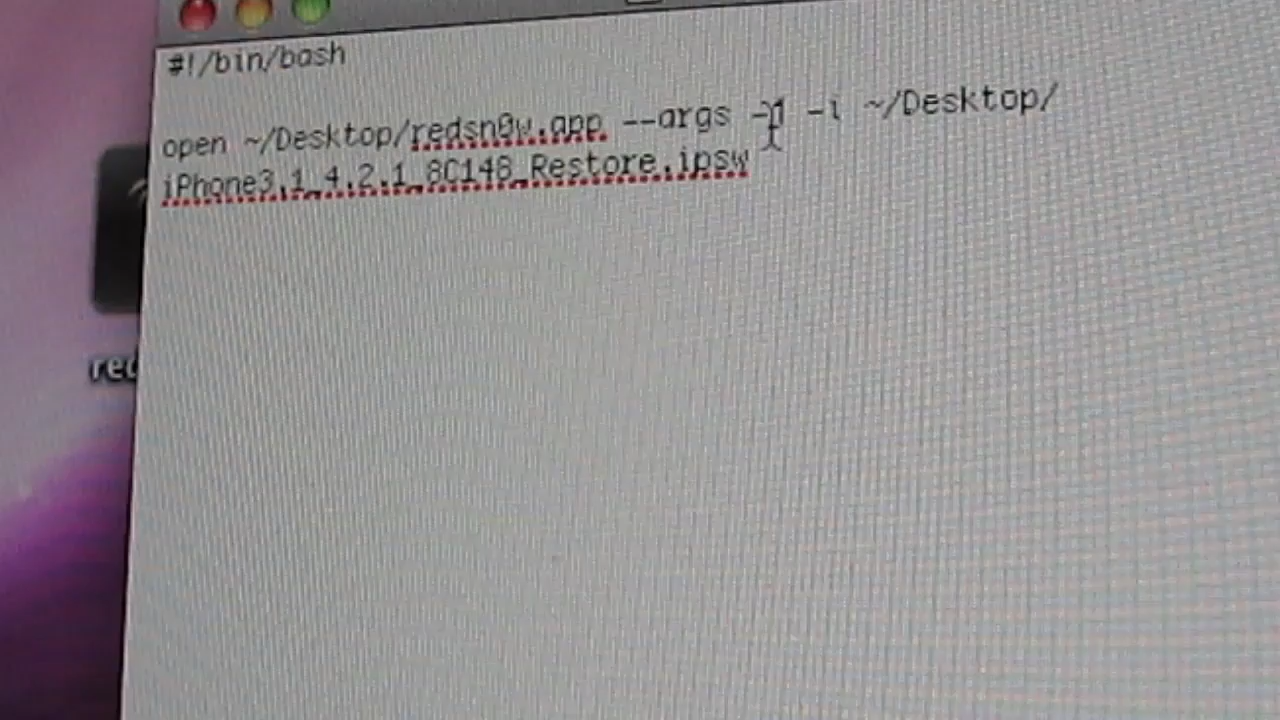 #!/bin/bash
open ~/Desktop/redsn0w.app --args -j -i ~/Desktop/
iPhone3,1_4.2.1_8C148_Restore.ipsw